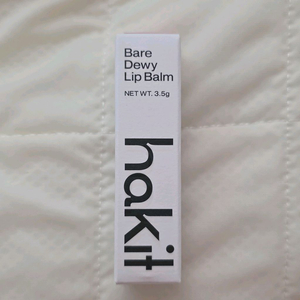 Bare
Dewy
Lip Balm
NET WT. 3.5g
hakit